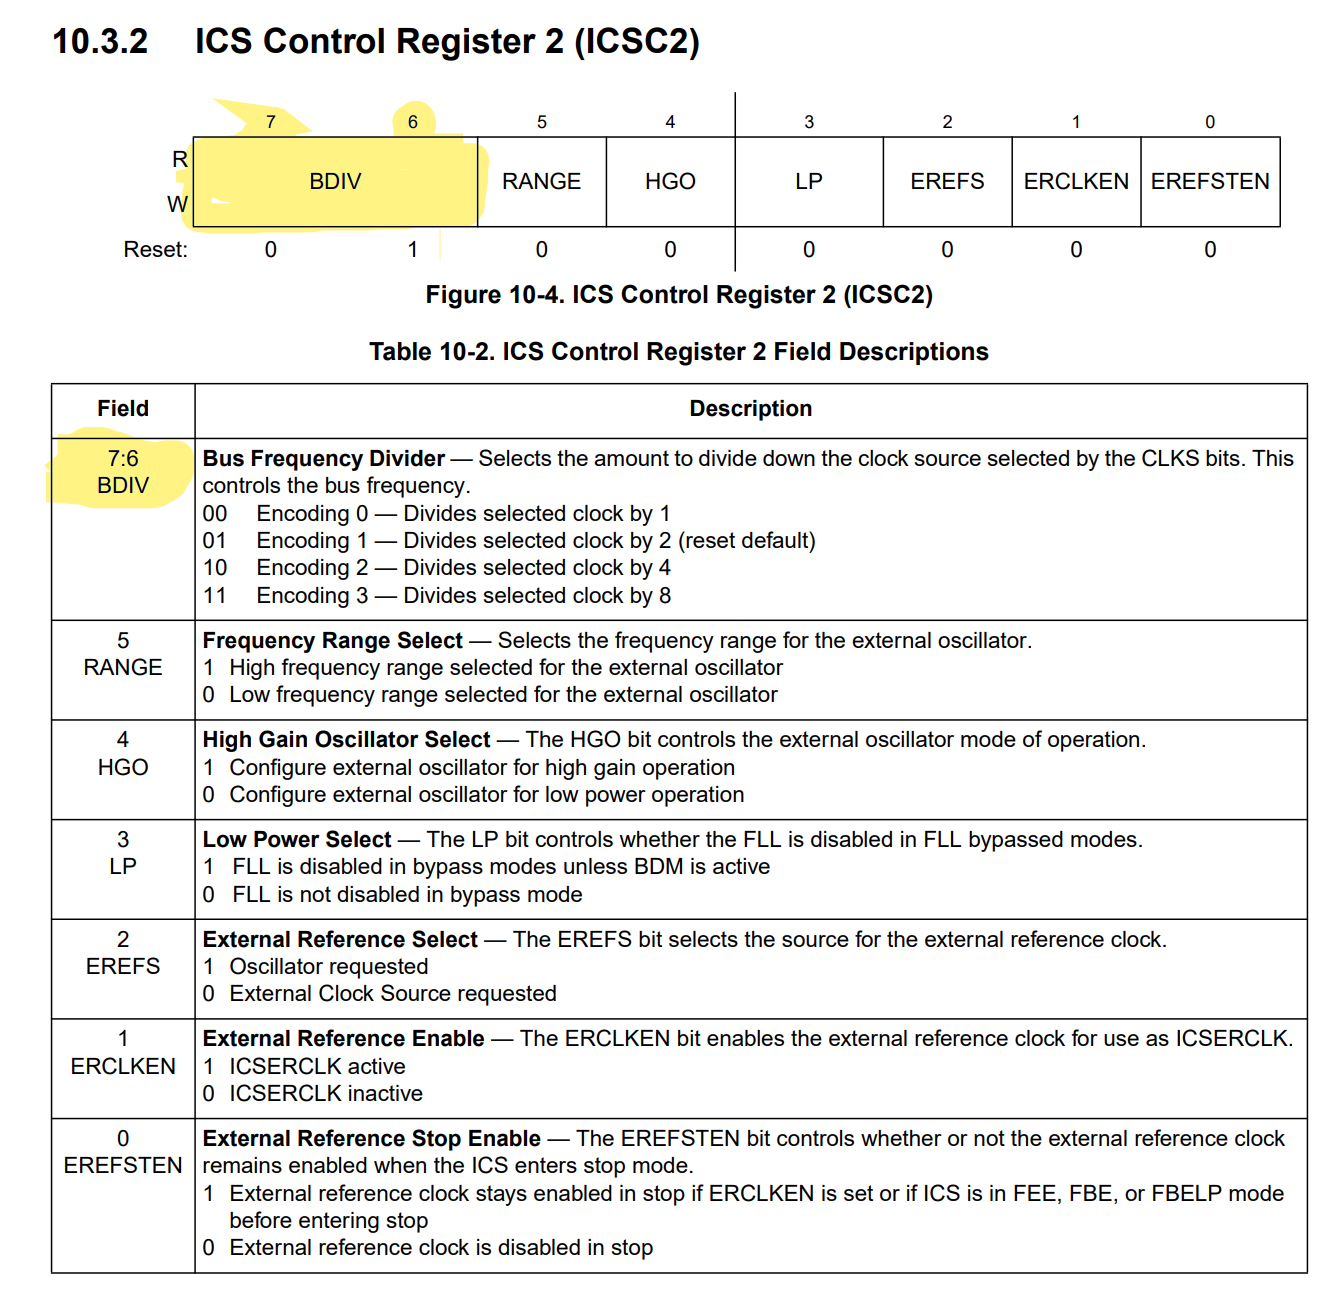 10.3.2 ICS Control Register 2 (ICSC2)
7 6 5 4 3 2 1 0
R
BDIV RANGE HGO LP EREFS ERCLKEN EREFSTEN
W
Reset: 0 1 0 0 0 0 0 0
Figure 10-4. ICS Control Register 2 (ICSC2)
Table 10-2. ICS Control Register 2 Field Descriptions
Field Description
7:6
BDIV
Bus Frequency Divider — Selects the amount to divide down the clock source selected by the CLKS bits. This
controls the bus frequency.
00 Encoding 0 — Divides selected clock by 1
01 Encoding 1 — Divides selected clock by 2 (reset default)
10 Encoding 2 — Divides selected clock by 4
11 Encoding 3 — Divides selected clock by 8
5
RANGE
Frequency Range Select — Selects the frequency range for the external oscillator.
1 High frequency range selected for the external oscillator
0 Low frequency range selected for the external oscillator
4
HGO
High Gain Oscillator Select — The HGO bit controls the external oscillator mode of operation.
1 Configure external oscillator for high gain operation
0 Configure external oscillator for low power operation
3
LP
Low Power Select — The LP bit controls whether the FLL is disabled in FLL bypassed modes.
1 FLL is disabled in bypass modes unless BDM is active
0 FLL is not disabled in bypass mode
2
EREFS
External Reference Select — The EREFS bit selects the source for the external reference clock.
1 Oscillator requested
0 External Clock Source requested
1
ERCLKEN
External Reference Enable — The ERCLKEN bit enables the external reference clock for use as ICSERCLK.
1 ICSERCLK active
0 ICSERCLK inactive
0
EREFSTEN
External Reference Stop Enable — The EREFSTEN bit controls whether or not the external reference clock
remains enabled when the ICS enters stop mode.
1 External reference clock stays enabled in stop if ERCLKEN is set or if ICS is in FEE, FBE, or FBELP mode
before entering stop
0 External reference clock is disabled in stop